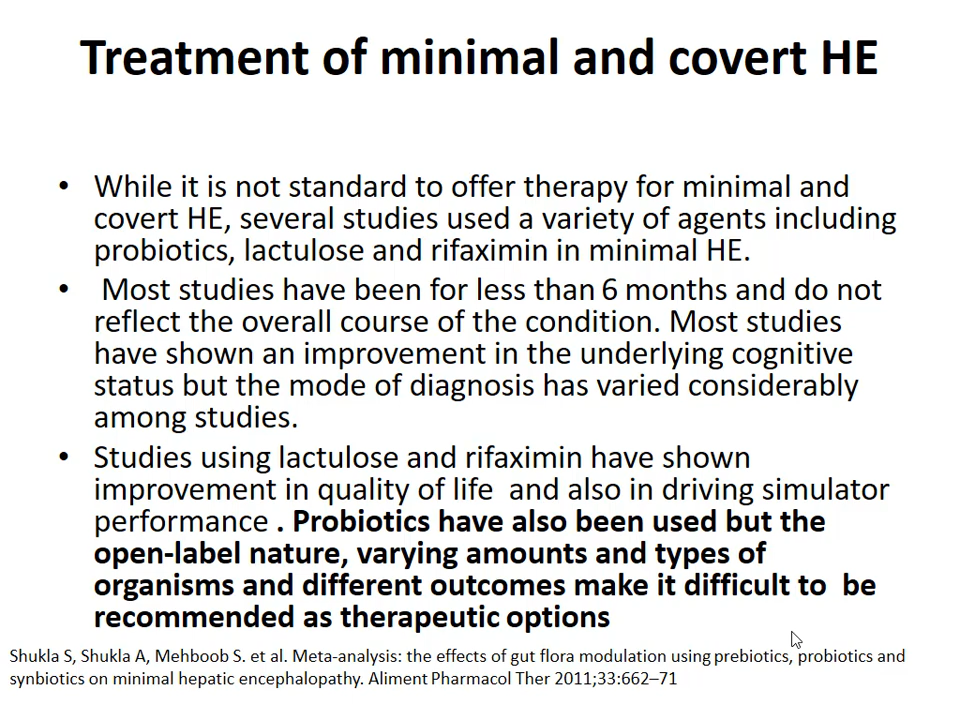 Treatment of minimal and covert HE
• While it is not standard to offer therapy for minimal and
covert HE, several studies used a variety of agents including
probiotics, lactulose and rifaximin in minimal HE.
• Most studies have been for less than 6 months and do not
reflect the overall course of the condition. Most studies
have shown an improvement in the underlying cognitive
status but the mode of diagnosis has varied considerably
among studies.
• Studies using lactulose and rifaximin have shown
improvement in quality of life  and also in driving simulator
performance . Probiotics have also been used but the
open-label nature, varying amounts and types of
organisms and different outcomes make it difficult to  be
recommended as therapeutic options
Shukla S, Shukla A, Mehboob S. et al. Meta-analysis: the effects of gut flora modulation using prebiotics, probiotics and
synbiotics on minimal hepatic encephalopathy. Aliment Pharmacol Ther 2011;33:662–71